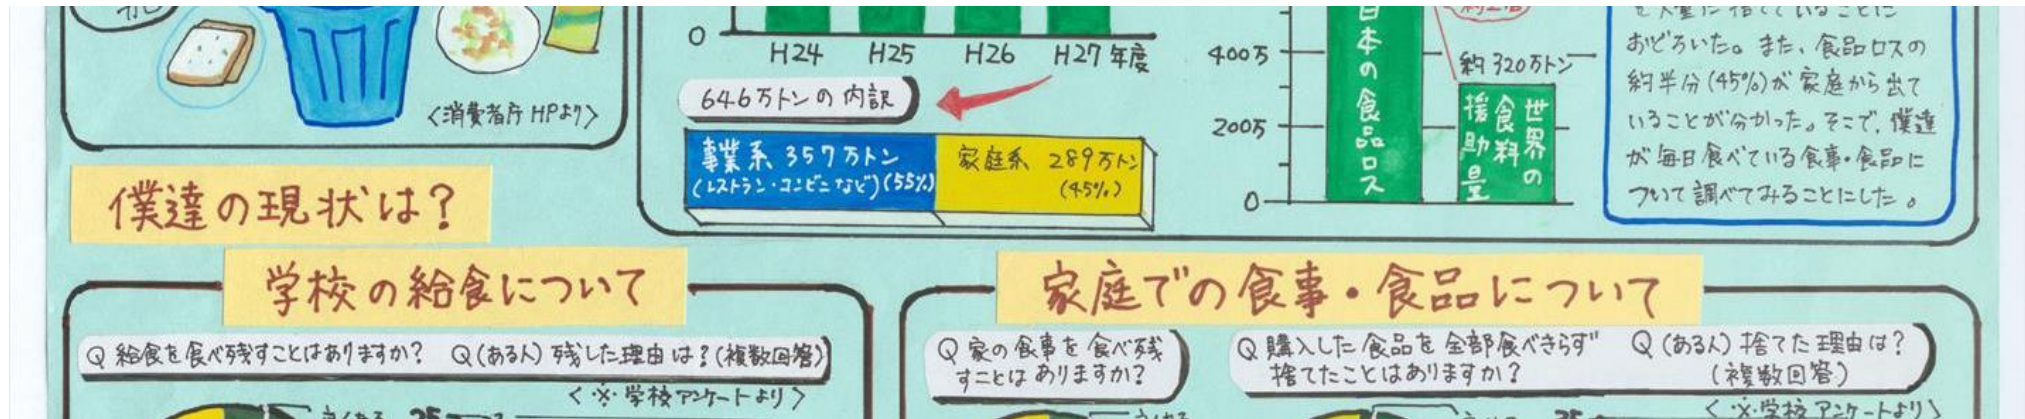 <消費者庁 HPより>
0
H24 H25 H26 H27 年度
646万トンの内訳
事業系 357万トン
(レストラン・コンビニなど)(55%)
家庭系 289万トン
(45%)
400万
200万
0
日本の食品ロス
約320万トン
世界の
食料
援助量
おどろいた。また、食品ロスの
約半分(45%)が家庭から出て
いることが分かった。そこで、僕達
が毎日食べている食事・食品に
ついて調べてみることにした。
僕達の現状は?
学校の給食について
Q 給食を食べ残すことはありますか? Q(ある人)残した理由は?(複数回答)
<※学校アンケートより>
家庭での食事・食品について
Q 家の食事を食べ残
すことはありますか?
Q 購入した食品を全部食べきらず
捨てたことはありますか?
Q (ある人)捨てた理由は?
(複数回答)
<※学校アンケートより>